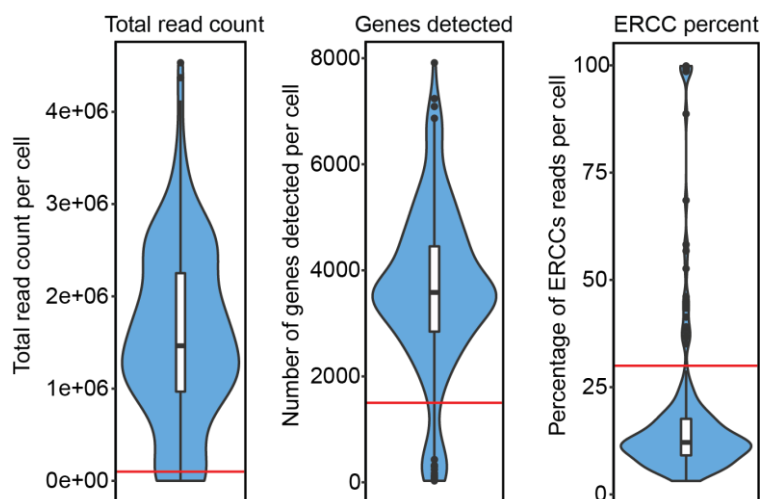 Total read count
Genes detected
ERCC percent
Total read count per cell
4e+06
3e+06
2e+06
1e+06
0e+00
Number of genes detected per cell
8000
6000
4000
2000
0
Percentage of ERCCs reads per cell
100
75
50
25
0